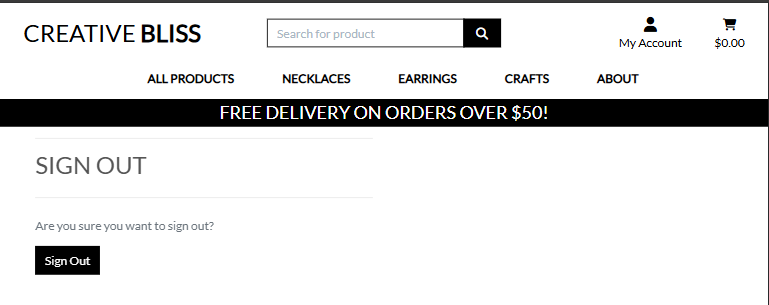 CREATIVE BLISS
Search for product
My Account
$0.00
ALL PRODUCTS NECKLACES EARRINGS CRAFTS ABOUT
FREE DELIVERY ON ORDERS OVER $50!
SIGN OUT
Are you sure you want to sign out?
Sign Out